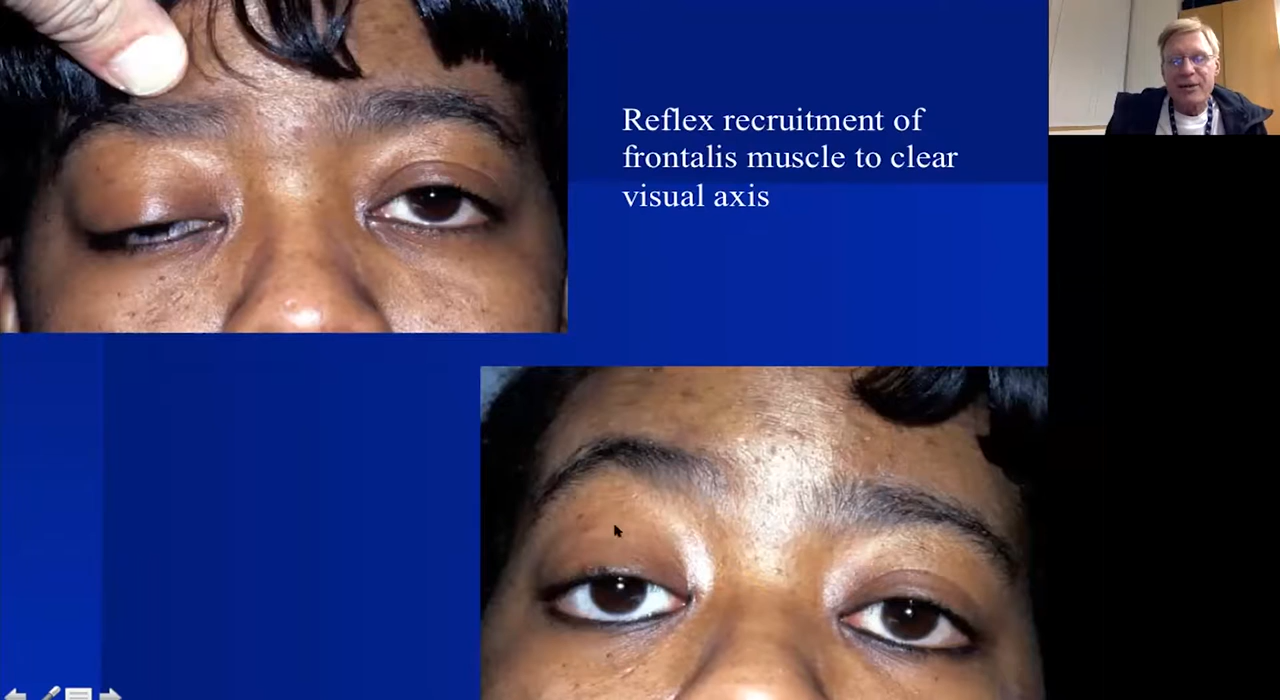 Reflex recruitment of
frontalis muscle to clear
visual axis